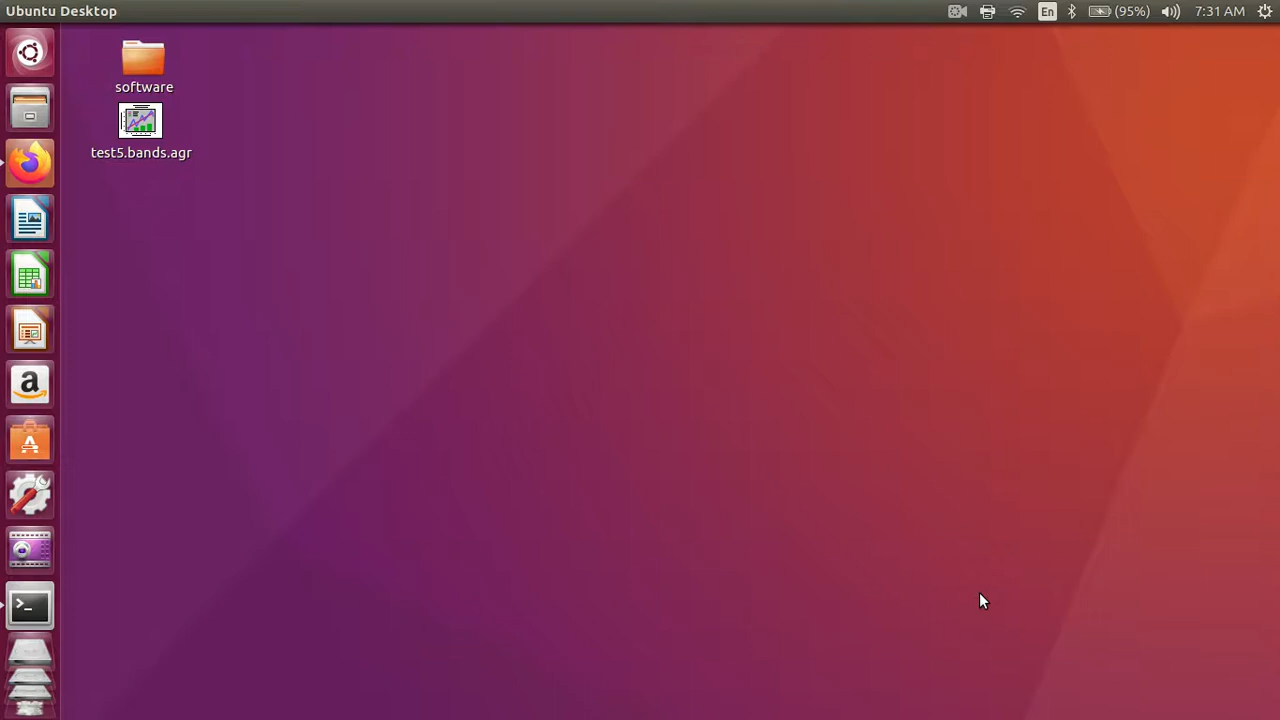 Ubuntu Desktop
En
(95%)
7:31 AM
software
test5.bands.agr